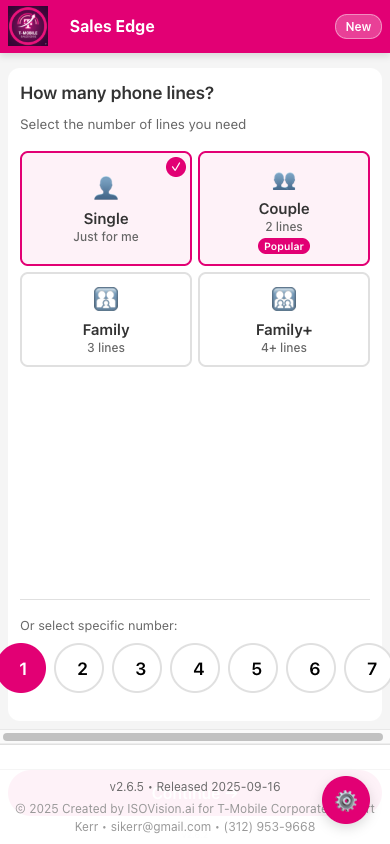 T-MOBILE
Sales Edge
New
How many phone lines?
Select the number of lines you need
Single
Just for me
Couple
2 lines
Popular
Family
3 lines
Family+
4+ lines
Or select specific number:
1 2 3 4 5 6 7
v2.6.5 • Released 2025-09-16
© 2025 Created by ISOVision.ai for T-Mobile Corporate
Kerr • sikerr@gmail.com • (312) 953-9668